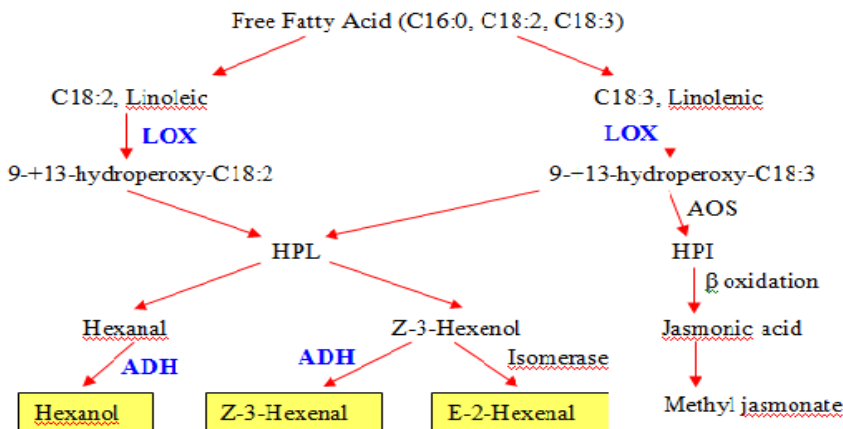 Free Fatty Acid (C16:0, C18:2, C18:3)
C18:2, Linoleic
C18:3, Linolenic
LOX
LOX
9-+13-hydroperoxy-C18:2
9-+13-hydroperoxy-C18:3
AOS
HPL
HPI
β oxidation
Hexanal
Z-3-Hexenol
Jasmonic acid
ADH
ADH
Isomerase
Hexanol
Z-3-Hexenal
E-2-Hexenal
Methyl jasmonate